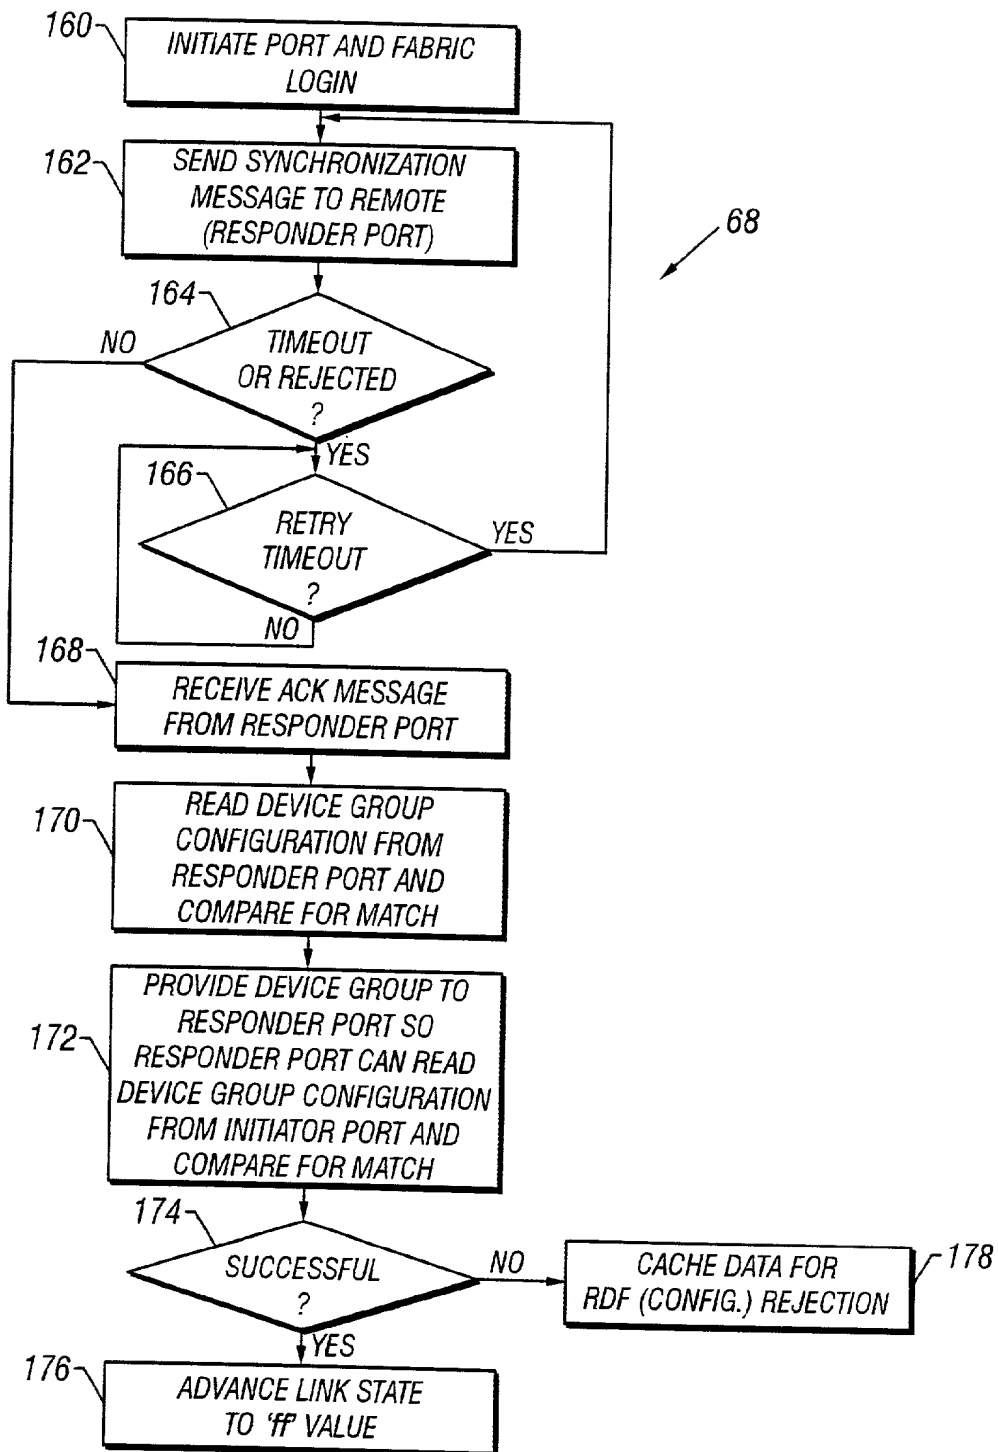 160
INITIATE PORT AND FABRIC
LOGIN
162
SEND SYNCHRONIZATION
MESSAGE TO REMOTE
(RESPONDER PORT)
68
164
NO
TIMEOUT
OR REJECTED
?
YES
166
RETRY
TIMEOUT
?
YES
NO
168
RECEIVE ACK MESSAGE
FROM RESPONDER PORT
170
READ DEVICE GROUP
CONFIGURATION FROM
RESPONDER PORT AND
COMPARE FOR MATCH
172
PROVIDE DEVICE GROUP TO
RESPONDER PORT SO
RESPONDER PORT CAN READ
DEVICE GROUP CONFIGURATION
FROM INITIATOR PORT AND
COMPARE FOR MATCH
174
SUCCESSFUL
?
NO
CACHE DATA FOR
RDF (CONFIG.) REJECTION
178
YES
176
ADVANCE LINK STATE
TO 'ff' VALUE